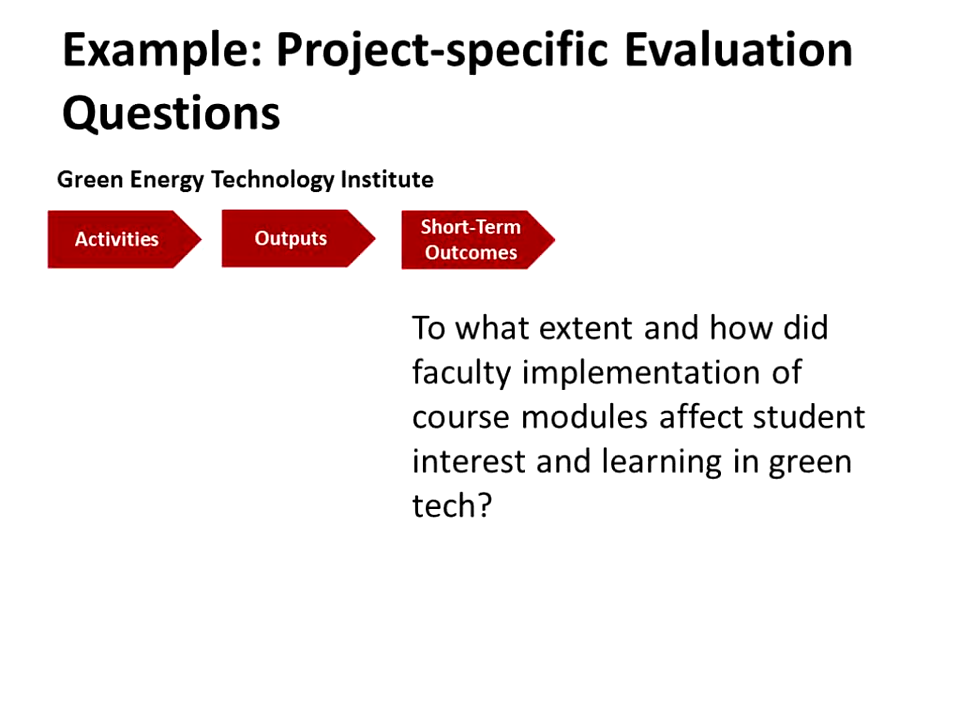 Example: Project-specific Evaluation
Questions
Green Energy Technology Institute
Activities
Outputs
Short-Term
Outcomes
To what extent and how did
faculty implementation of
course modules affect student
interest and learning in green
tech?